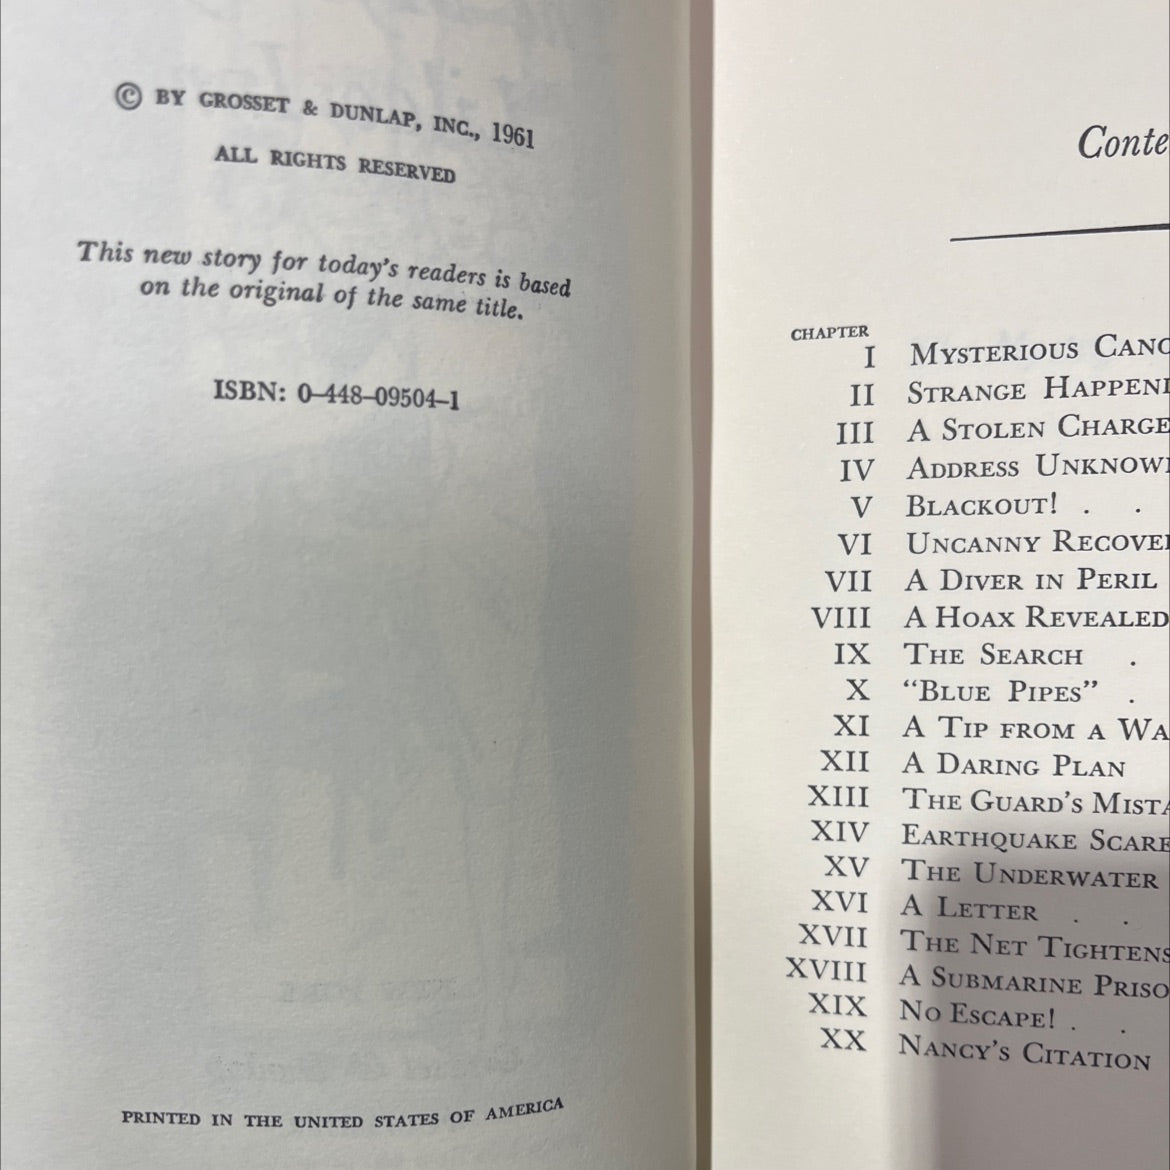 © BY GROSSET & DUNLAP, INC., 1961
ALL RIGHTS RESERVED
This new story for today's readers is based
on the original of the same title.
ISBN: 0-448-09504-1
PRINTED IN THE UNITED STATES OF AMERICA
Conte
CHAPTER
I MYSTERIOUS CANO
II STRANGE HAPPENI
III A STOLEN CHARGE
IV ADDRESS UNKNOWN
V BLACKOUT! . .
VI UNCANNY RECOVER
VII A DIVER IN PERIL
VIII A HOAX REVEALED
IX THE SEARCH .
X “BLUE PIPES” .
XI A TIP FROM A WA
XII A DARING PLAN
XIII THE GUARD'S MISTA
XIV EARTHQUAKE SCARE
XV THE UNDERWATER
XVI A LETTER . .
XVII THE NET TIGHTENS
XVIII A SUBMARINE PRISO
XIX NO ESCAPE! . .
XX NANCY'S CITATION